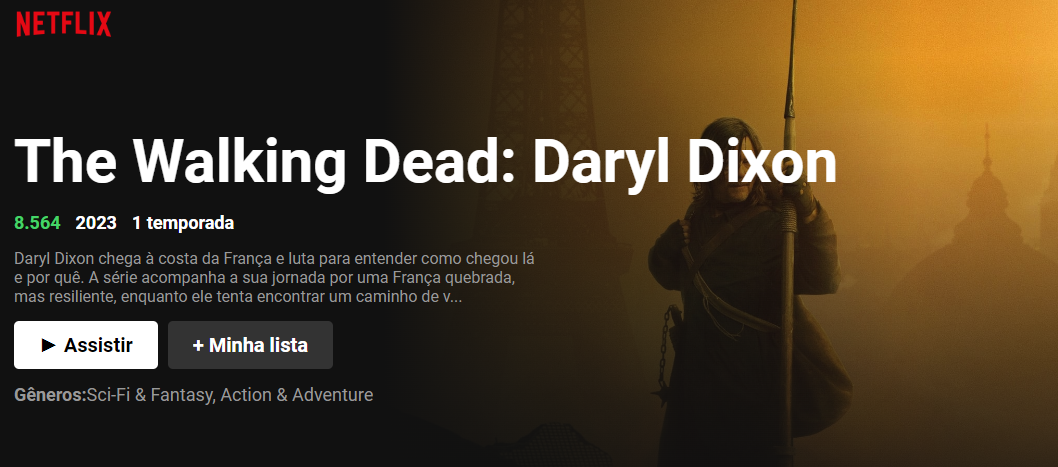 NETFLIX
The Walking Dead: Daryl Dixon
8.564 2023 1 temporada
Daryl Dixon chega à costa da França e luta para entender como chegou lá
e por quê. A série acompanha a sua jornada por uma França quebrada,
mas resiliente, enquanto ele tenta encontrar um caminho de v...
► Assistir + Minha lista
Gêneros:Sci-Fi & Fantasy, Action & Adventure